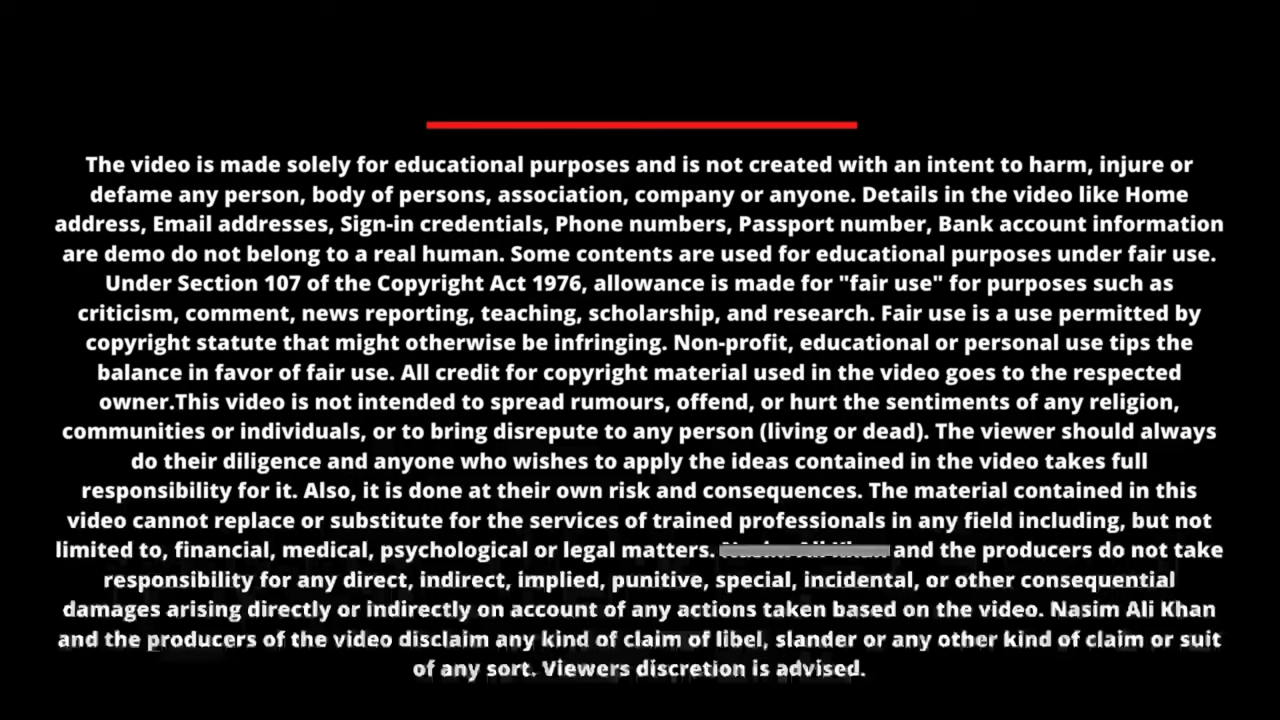 The video is made solely for educational purposes and is not created with an intent to harm, injure or
defame any person, body of persons, association, company or anyone. Details in the video like Home
address, Email addresses, Sign-in credentials, Phone numbers, Passport number, Bank account information
are demo do not belong to a real human. Some contents are used for educational purposes under fair use.
Under Section 107 of the Copyright Act 1976, allowance is made for "fair use" for purposes such as
criticism, comment, news reporting, teaching, scholarship, and research. Fair use is a use permitted by
copyright statute that might otherwise be infringing. Non-profit, educational or personal use tips the
balance in favor of fair use. All credit for copyright material used in the video goes to the respected
owner.This video is not intended to spread rumours, offend, or hurt the sentiments of any religion,
communities or individuals, or to bring disrepute to any person (living or dead). The viewer should always
do their diligence and anyone who wishes to apply the ideas contained in the video takes full
responsibility for it. Also, it is done at their own risk and consequences. The material contained in this
video cannot replace or substitute for the services of trained professionals in any field including, but not
limited to, financial, medical, psychological or legal matters. and the producers do not take
responsibility for any direct, indirect, implied, punitive, special, incidental, or other consequential
damages arising directly or indirectly on account of any actions taken based on the video. Nasim Ali Khan
and the producers of the video disclaim any kind of claim of libel, slander or any other kind of claim or suit
of any sort. Viewers discretion is advised.